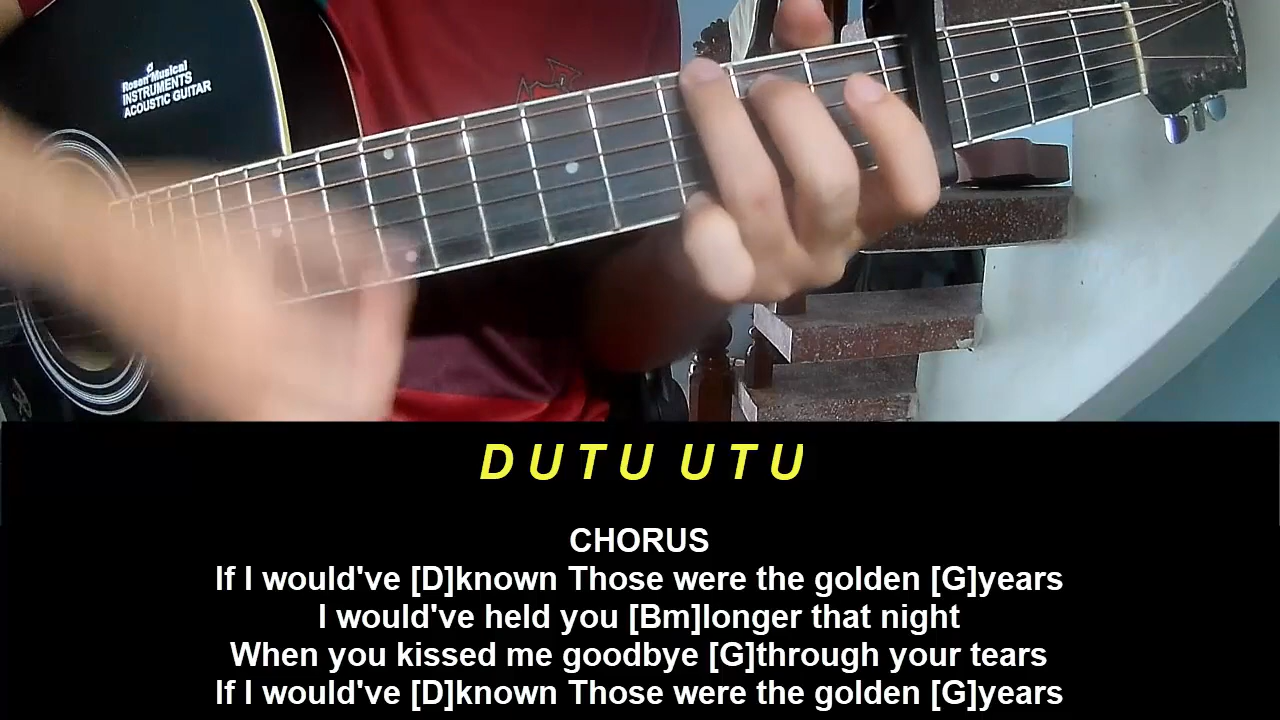 Rosen Musical
INSTRUMENTS
ACOUSTIC GUITAR
D U T U  U T U
CHORUS
If I would've [D]known Those were the golden [G]years
I would've held you [Bm]longer that night
When you kissed me goodbye [G]through your tears
If I would've [D]known Those were the golden [G]years